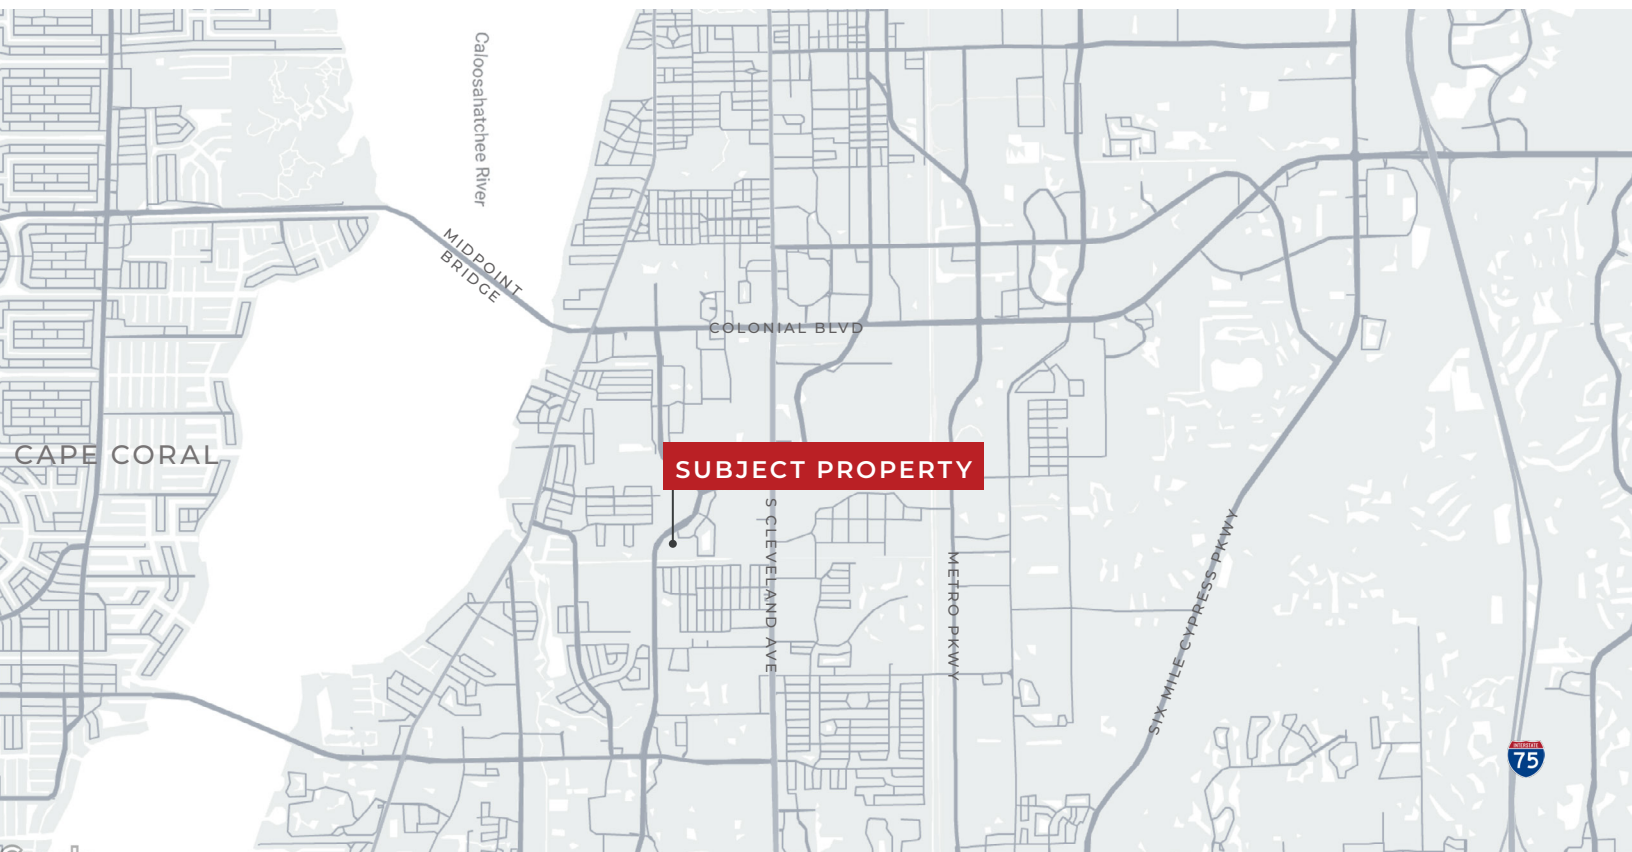 Caloosahatchee River
MIDPOINT
BRIDGE
COLONIAL BLVD
CAPE CORAL
SUBJECT PROPERTY
S CLEVELAND AVE
METRO PKWY
SIX MILE CYPRESS PKWY
INTERSTATE
75